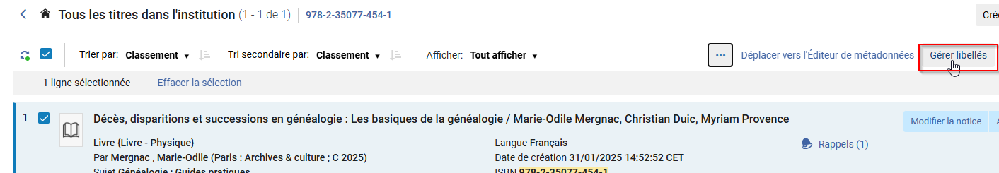 Tous les titres dans l'institution (1 - 1 de 1) 978-2-35077-454-1
Trier par: Classement Tri secondaire par: Classement Afficher: Tout afficher ... Déplacer vers l'Éditeur de métadonnées Gérer libellés
1 ligne sélectionnée Effacer la sélection
1 Décès, disparitions et successions en généalogie : Les basiques de la généalogie / Marie-Odile Mergnac, Christian Duic, Myriam Provence Modifier la notice
Livre {Livre - Physique} Langue Français Rappels (1)
Par Mergnac , Marie-Odile (Paris : Archives & culture ; C 2025) Date de création 31/01/2025 14:52:52 CET
Sujet Généalogie : Guides pratiques ISBN 978-2-35077-454-1